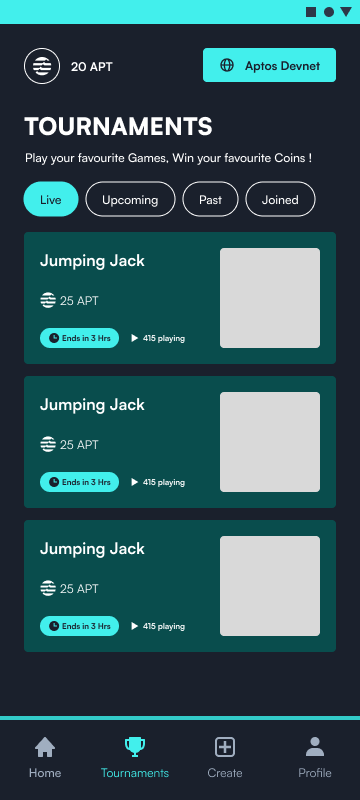 20 APT
Aptos Devnet
TOURNAMENTS
Play your favourite Games, Win your favourite Coins !
Live
Upcoming
Past
Joined
Jumping Jack
25 APT
Ends in 3 Hrs
415 playing
Jumping Jack
25 APT
Ends in 3 Hrs
415 playing
Jumping Jack
25 APT
Ends in 3 Hrs
415 playing
Home
Tournaments
Create
Profile